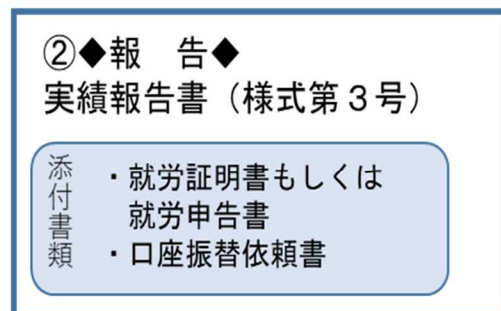 ②◆報　告◆
実績報告書（様式第３号）
添付書類
・就労証明書もしくは
就労申告書
・口座振替依頼書